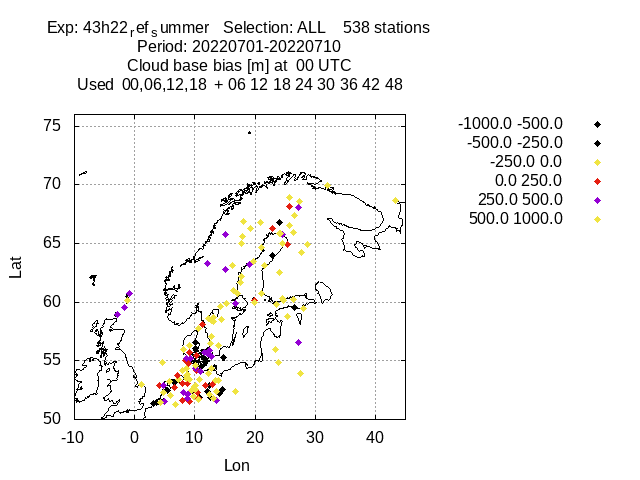 Exp: 43h22ref_summer Selection: ALL 538 stations
Period: 20220701-20220710
Cloud base bias [m] at 00 UTC
Used 00,06,12,18 + 06 12 18 24 30 36 42 48
-1000.0 -500.0
-500.0 -250.0
-250.0 0.0
0.0 250.0
250.0 500.0
500.0 1000.0
75
70
65
60
55
50
Lat
-10 0 10 20 30 40
Lon